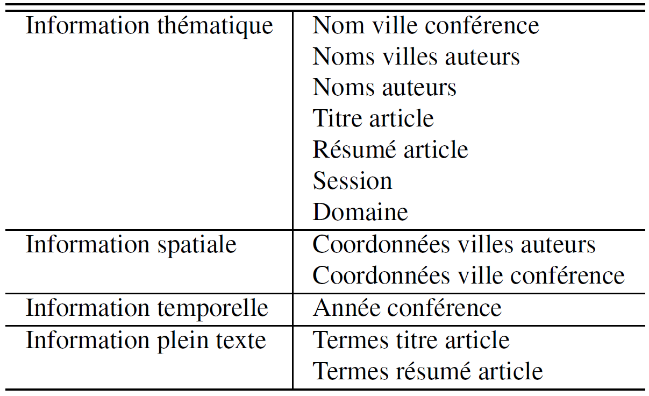 Information thématique Nom ville conférence
Noms villes auteurs
Noms auteurs
Titre article
Résumé article
Session
Domaine
Information spatiale Coordonnées villes auteurs
Coordonnées ville conférence
Information temporelle Année conférence
Information plein texte Termes titre article
Termes résumé article